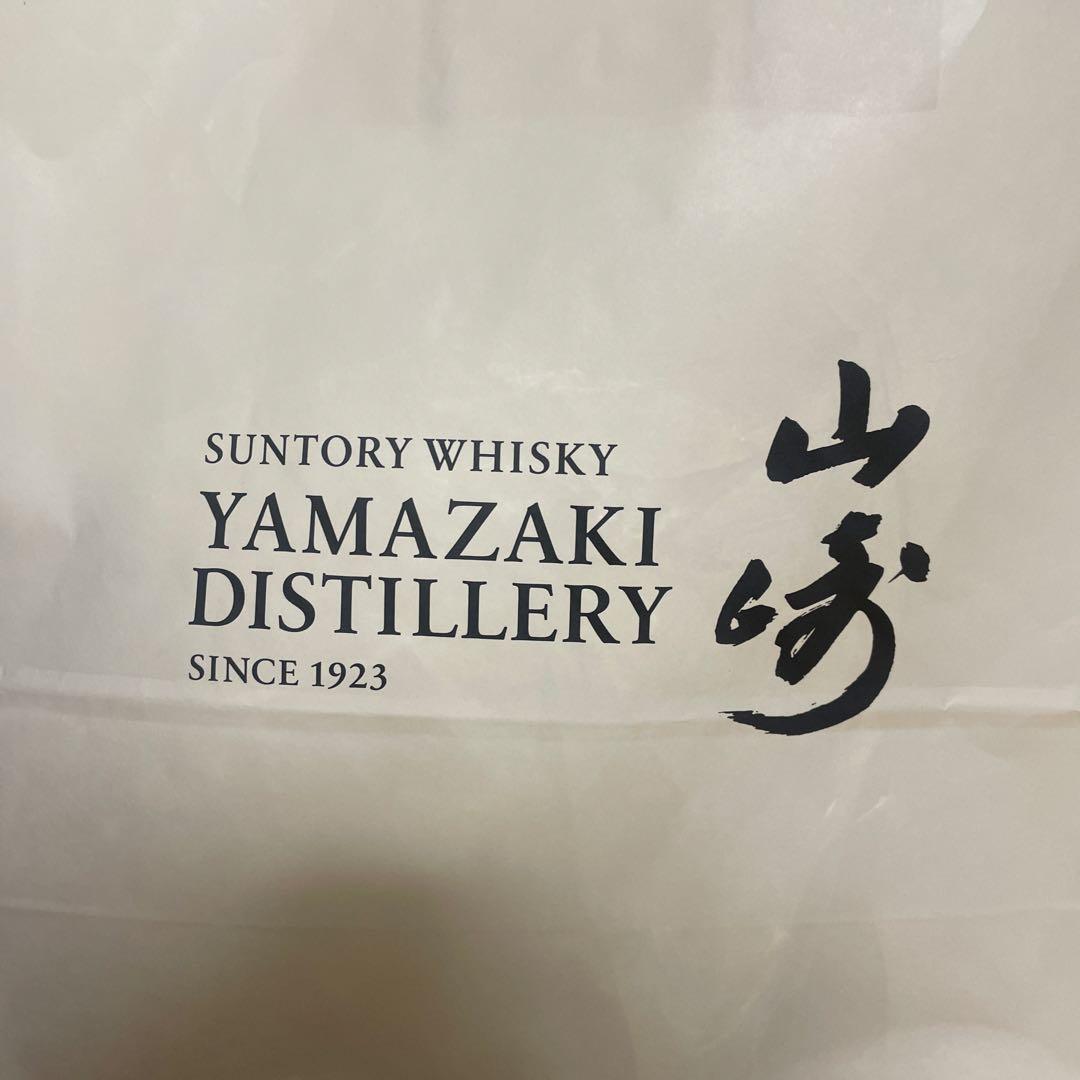 SUNTORY WHISKY
YAMAZAKI
DISTILLERY
SINCE 1923
山崎